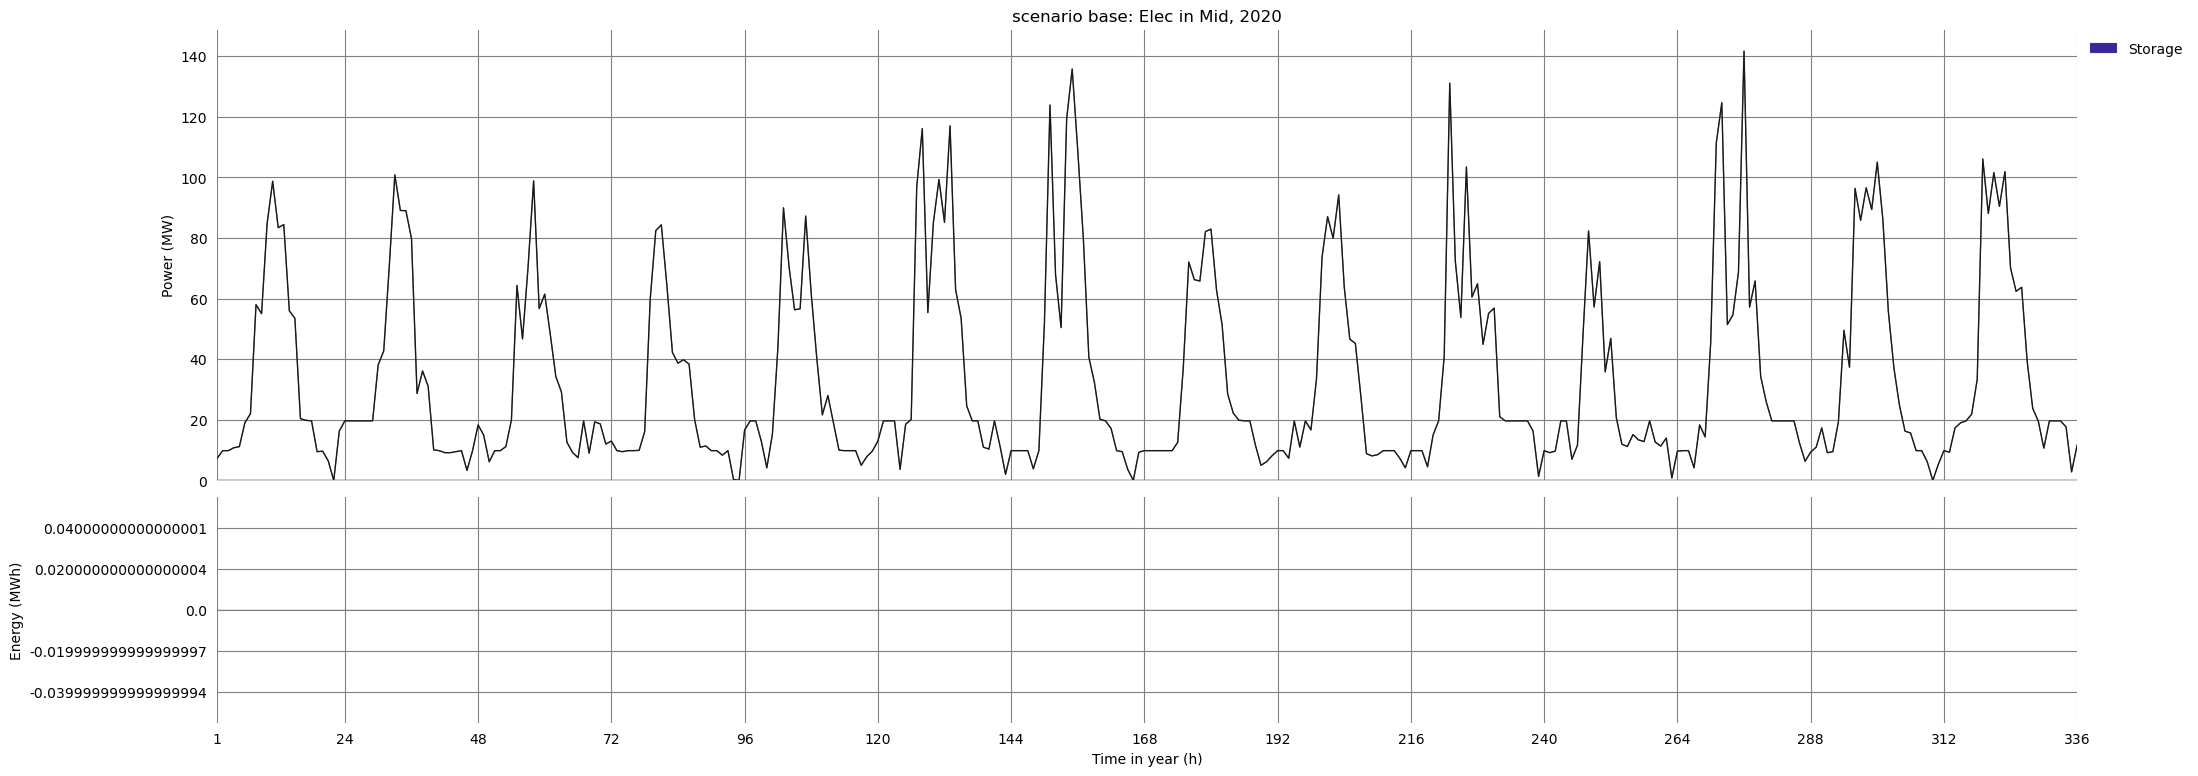 scenario base: Elec in Mid, 2020
Storage
Power (MW)
140
120
100
80
60
40
20
0
Energy (MWh)
0.04000000000000001
0.020000000000000004
0.0
-0.019999999999999997
-0.039999999999999994
1 24 48 72 96 120 144 168 192 216 240 264 288 312 336
Time in year (h)